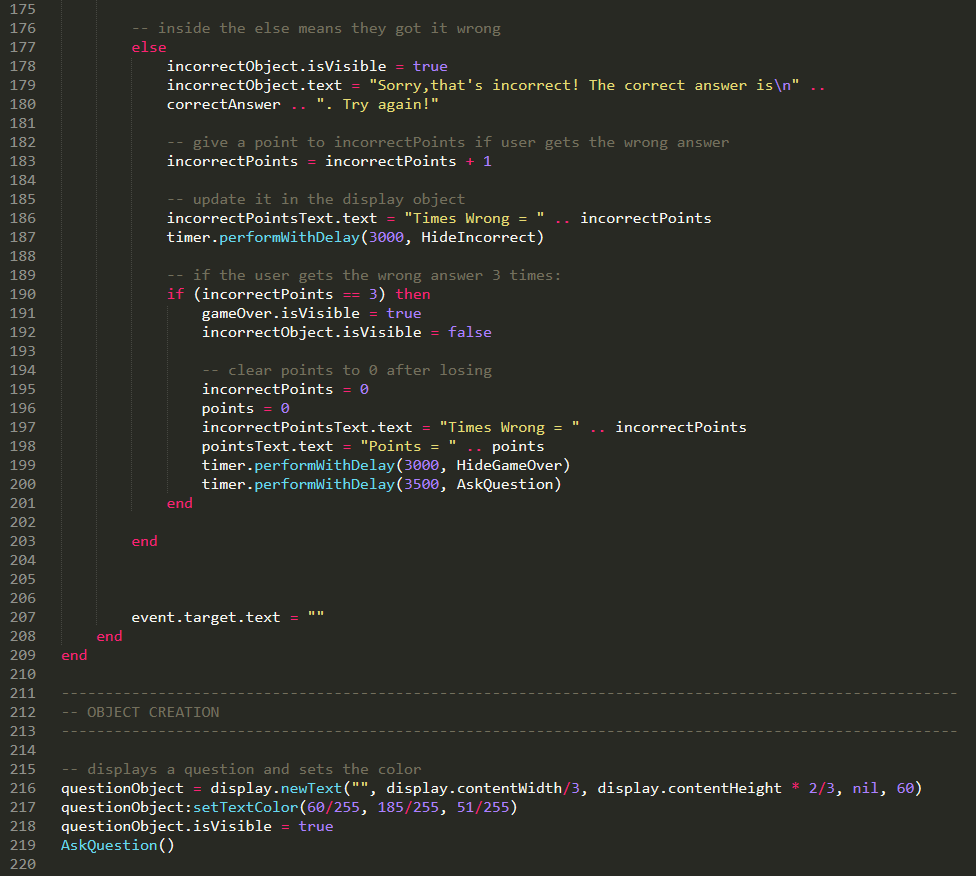 175
176 -- inside the else means they got it wrong
177 else
178 incorrectObject.isVisible = true
179 incorrectObject.text = "Sorry,that's incorrect! The correct answer is\n" ..
180 correctAnswer .. ". Try again!"
181
182 -- give a point to incorrectPoints if user gets the wrong answer
183 incorrectPoints = incorrectPoints + 1
184
185 -- update it in the display object
186 incorrectPointsText.text = "Times Wrong = " .. incorrectPoints
187 timer.performWithDelay(3000, HideIncorrect)
188
189 -- if the user gets the wrong answer 3 times:
190 if (incorrectPoints == 3) then
191 gameOver.isVisible = true
192 incorrectObject.isVisible = false
193
194 -- clear points to 0 after losing
195 incorrectPoints = 0
196 points = 0
197 incorrectPointsText.text = "Times Wrong = " .. incorrectPoints
198 pointsText.text = "Points = " .. points
199 timer.performWithDelay(3000, HideGameOver)
200 timer.performWithDelay(3500, AskQuestion)
201 end
202
203 end
204
205
206
207 event.target.text = ""
208 end
209 end
210
211 ------------------------------------------------------------------------------------------------------
212 -- OBJECT CREATION
213 ------------------------------------------------------------------------------------------------------
214
215 -- displays a question and sets the color
216 questionObject = display.newText("", display.contentWidth/3, display.contentHeight * 2/3, nil, 60)
217 questionObject:setTextColor(60/255, 185/255, 51/255)
218 questionObject.isVisible = true
219 AskQuestion()
220